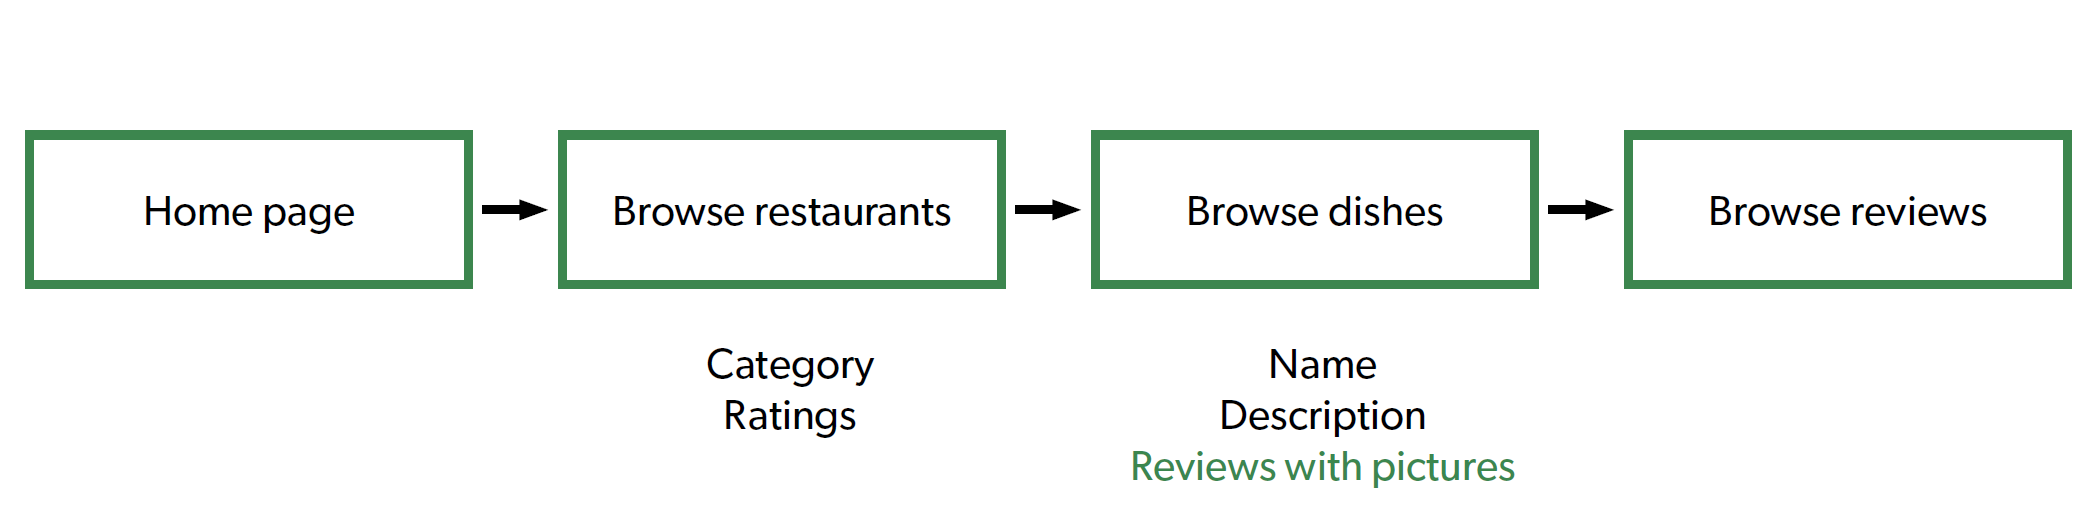 Home page
Browse restaurants
Browse dishes
Browse reviews
Category
Ratings
Name
Description
Reviews with pictures